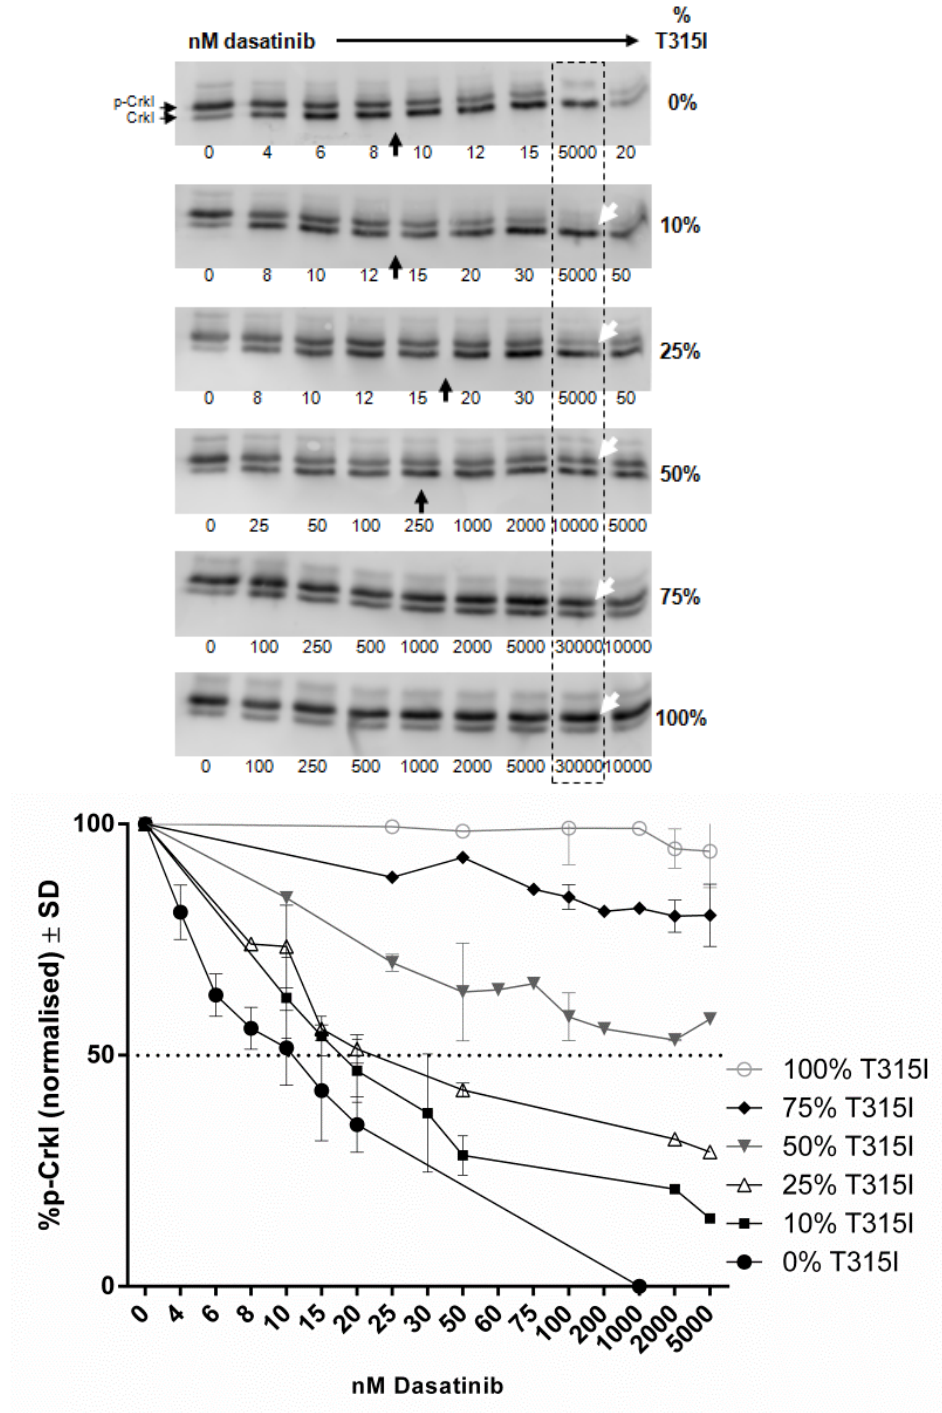 %
nM dasatinib T315I
p-Crkl
Crkl
0%
0 4 6 8 10 12 15 5000 20
10%
0 8 10 12 15 20 30 5000 50
25%
0 8 10 12 15 20 30 5000 50
50%
0 25 50 100 250 1000 2000 10000 5000
75%
0 100 250 500 1000 2000 5000 30000 10000
100%
0 100 250 500 1000 2000 5000 30000 10000
%p-Crkl (normalised) ± SD
100
50
0
100% T315I
75% T315I
50% T315I
25% T315I
10% T315I
0% T315I
0 4 6 8 10 15 20 25 30 50 60 75 100 200 1000 2000 5000
nM Dasatinib